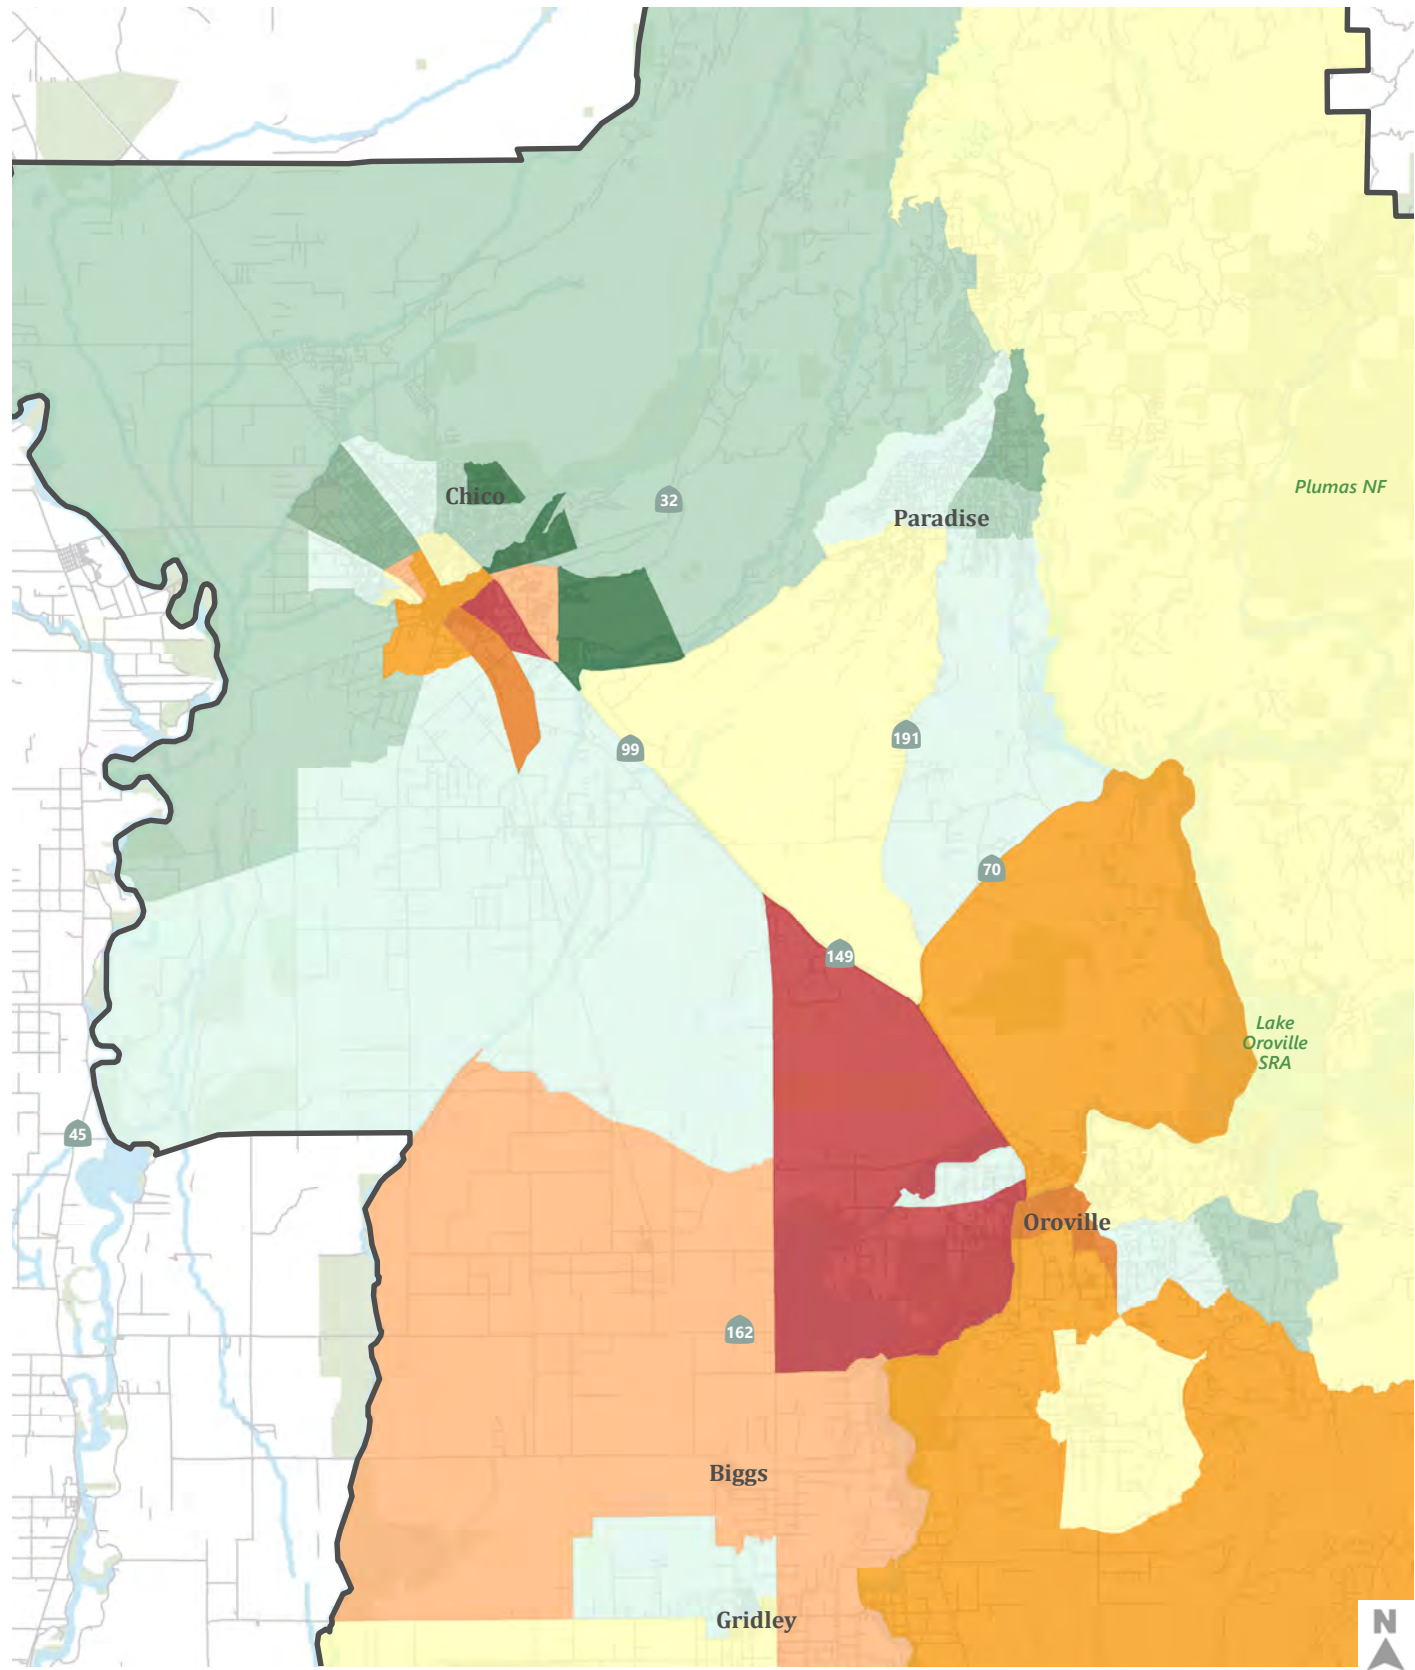 Plumas NF
Chico
32
Paradise
191
99
70
149
Lake
Oroville
SRA
45
Oroville
162
Biggs
Gridley
N